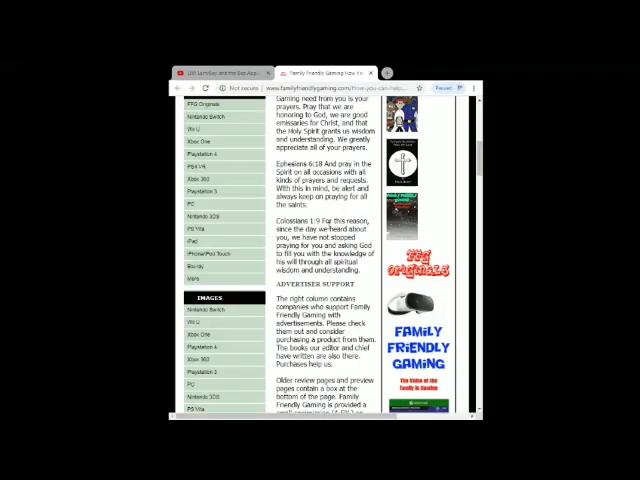 Family Friendly Gaming How Yo
Not secure | www.familyfriendlygaming.com/How-you-can-help...
Paused
FFG Originals
Nintendo Switch
Wii U
Xbox One
Playstation 4
PS4 VR
Xbox 360
Playstation 3
PC
Nintendo 3DS
PS Vita
iPad
iPhone/iPod Touch
Blu-ray
More
IMAGES
Nintendo Switch
Wii U
Xbox One
Playstation 4
Xbox 360
Playstation 3
PC
Nintendo 3DS
PS Vita
Gaming need from you is your
prayers. Pray that we are
honoring to God, we are good
emissaries for Christ, and that
the Holy Spirit grants us wisdom
and understanding. We greatly
appreciate all of your prayers.
Ephesians 6:18 And pray in the
Spirit on all occasions with all
kinds of prayers and requests.
With this in mind, be alert and
always keep on praying for all
the saints.
Colossians 1:9 For this reason,
since the day we heard about
you, we have not stopped
praying for you and asking God
to fill you with the knowledge of
his will through all spiritual
wisdom and understanding.
ADVERTISER SUPPORT
The right column contains
companies who support Family
Friendly Gaming with
advertisements. Please check
them out and consider
purchasing a product from them.
The books our editor and chief
have written are also there.
Purchases help us.
Older review pages and preview
pages contain a box at the
bottom of the page. Family
Friendly Gaming is provided a
FFG
ORIGINALS
FAMILY
FRIENDLY
GAMING
The Voice of the
Family in Gaming